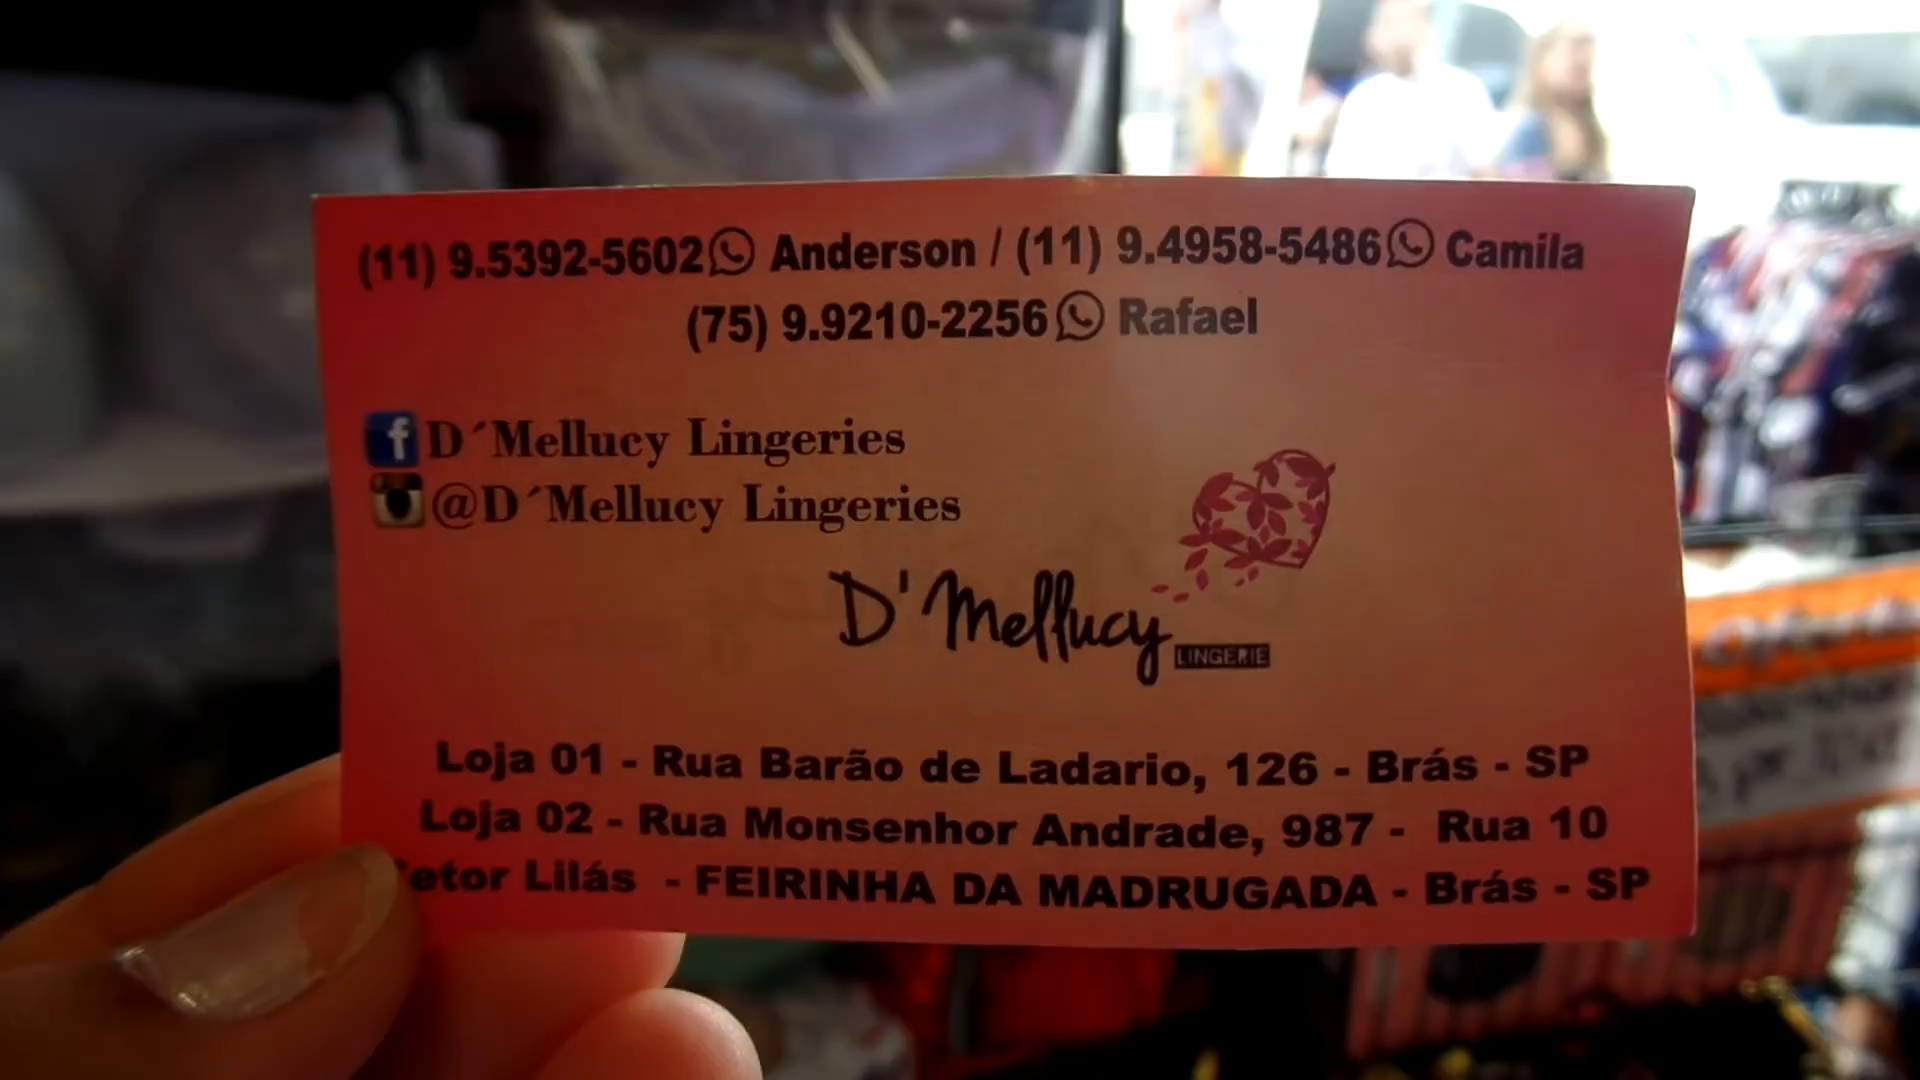 (11) 9.5392-5602 Anderson / (11) 9.4958-5486 Camila
(75) 9.9210-2256 Rafael
D´Mellucy Lingeries
@D´Mellucy Lingeries
D'Mellucy
LINGERIE
Loja 01 - Rua Barão de Ladario, 126 - Brás - SP
Loja 02 - Rua Monsenhor Andrade, 987 - Rua 10
etor Lilás - FEIRINHA DA MADRUGADA - Brás - SP